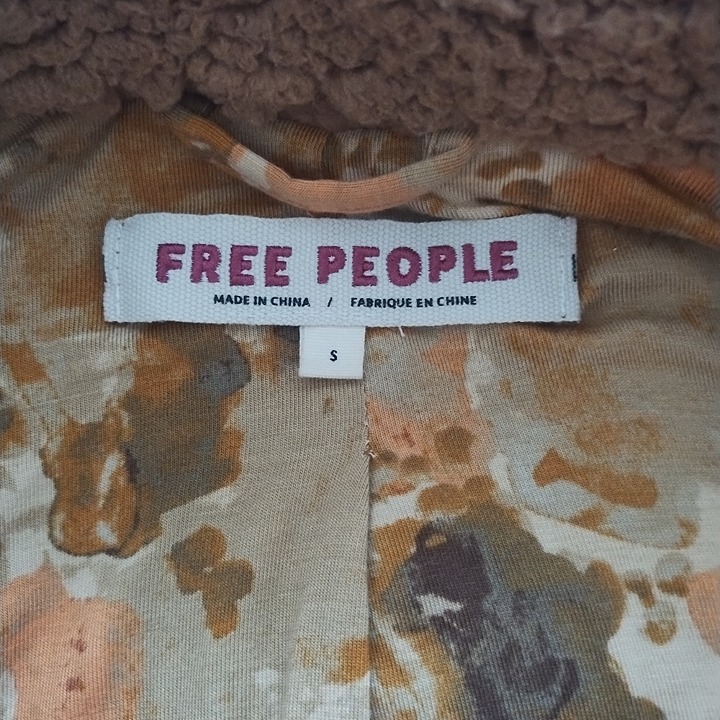 FREE PEOPLE
MADE IN CHINA / FABRIQUE EN CHINE
S